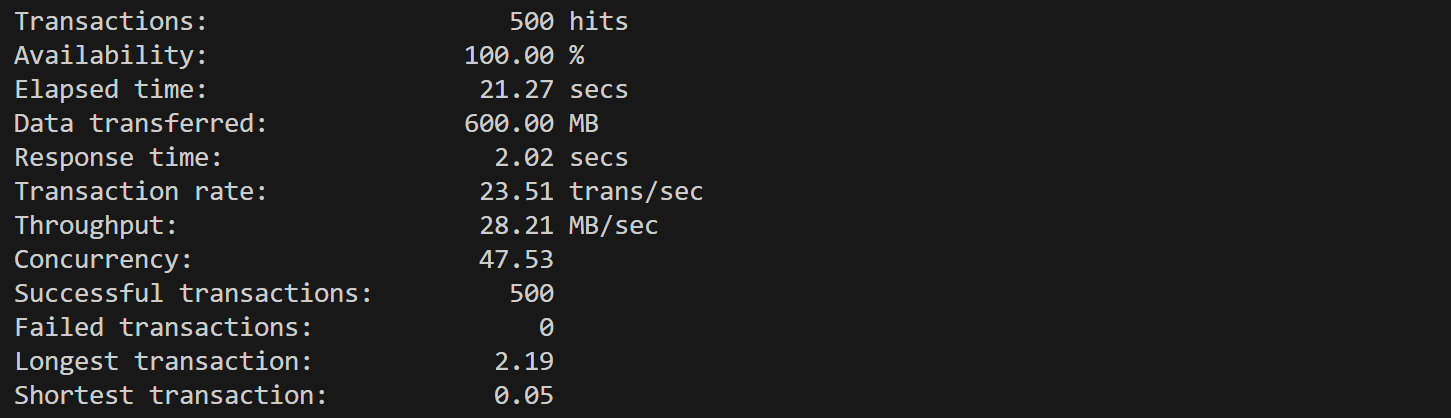 Transactions: 500 hits
Availability: 100.00 %
Elapsed time: 21.27 secs
Data transferred: 600.00 MB
Response time: 2.02 secs
Transaction rate: 23.51 trans/sec
Throughput: 28.21 MB/sec
Concurrency: 47.53
Successful transactions: 500
Failed transactions: 0
Longest transaction: 2.19
Shortest transaction: 0.05